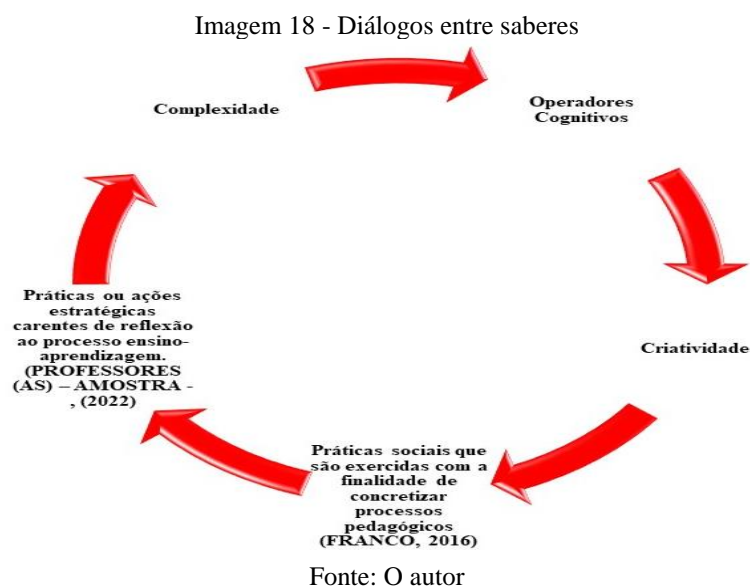 Imagem 18 - Diálogos entre saberes
Complexidade
Operadores
Cognitivos
Criatividade
Práticas sociais que
são exercidas com a
finalidade de
concretizar
processos
pedagógicos
(FRANCO, 2016)
Práticas ou ações
estratégicas
carentes de reflexão
ao processo ensino-
aprendizagem.
(PROFESSORES
(AS) – AMOSTRA -
, (2022)
Fonte: O autor